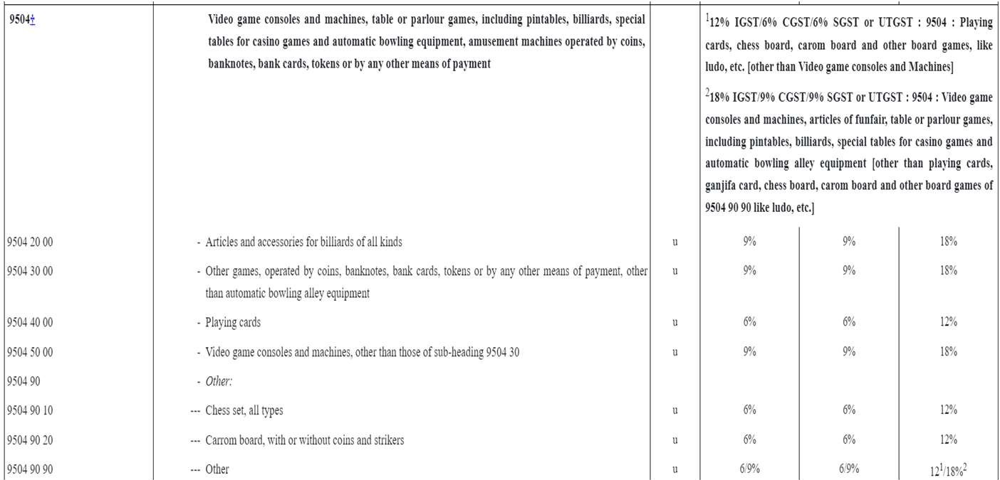 9504†
Video game consoles and machines, table or parlour games, including pintables, billiards, special
tables for casino games and automatic bowling equipment, amusement machines operated by coins,
banknotes, bank cards, tokens or by any other means of payment
¹12% IGST/6% CGST/6% SGST or UTGST : 9504 : Playing
cards, chess board, carom board and other board games, like
ludo, etc. [other than Video game consoles and Machines]
²18% IGST/9% CGST/9% SGST or UTGST : 9504 : Video game
consoles and machines, articles of funfair, table or parlour games,
including pintables, billiards, special tables for casino games and
automatic bowling alley equipment [other than playing cards,
ganjifa card, chess board, carom board and other board games of
9504 90 90 like ludo, etc.]
9504 20 00 - Articles and accessories for billiards of all kinds u 9% 9% 18%
9504 30 00 - Other games, operated by coins, banknotes, bank cards, tokens or by any other means of payment, other u 9% 9% 18%
than automatic bowling alley equipment
9504 40 00 - Playing cards u 6% 6% 12%
9504 50 00 - Video game consoles and machines, other than those of sub-heading 9504 30 u 9% 9% 18%
9504 90 - Other:
9504 90 10 --- Chess set, all types u 6% 6% 12%
9504 90 20 --- Carrom board, with or without coins and strikers u 6% 6% 12%
9504 90 90 --- Other u 6/9% 6/9% 12¹/18%²